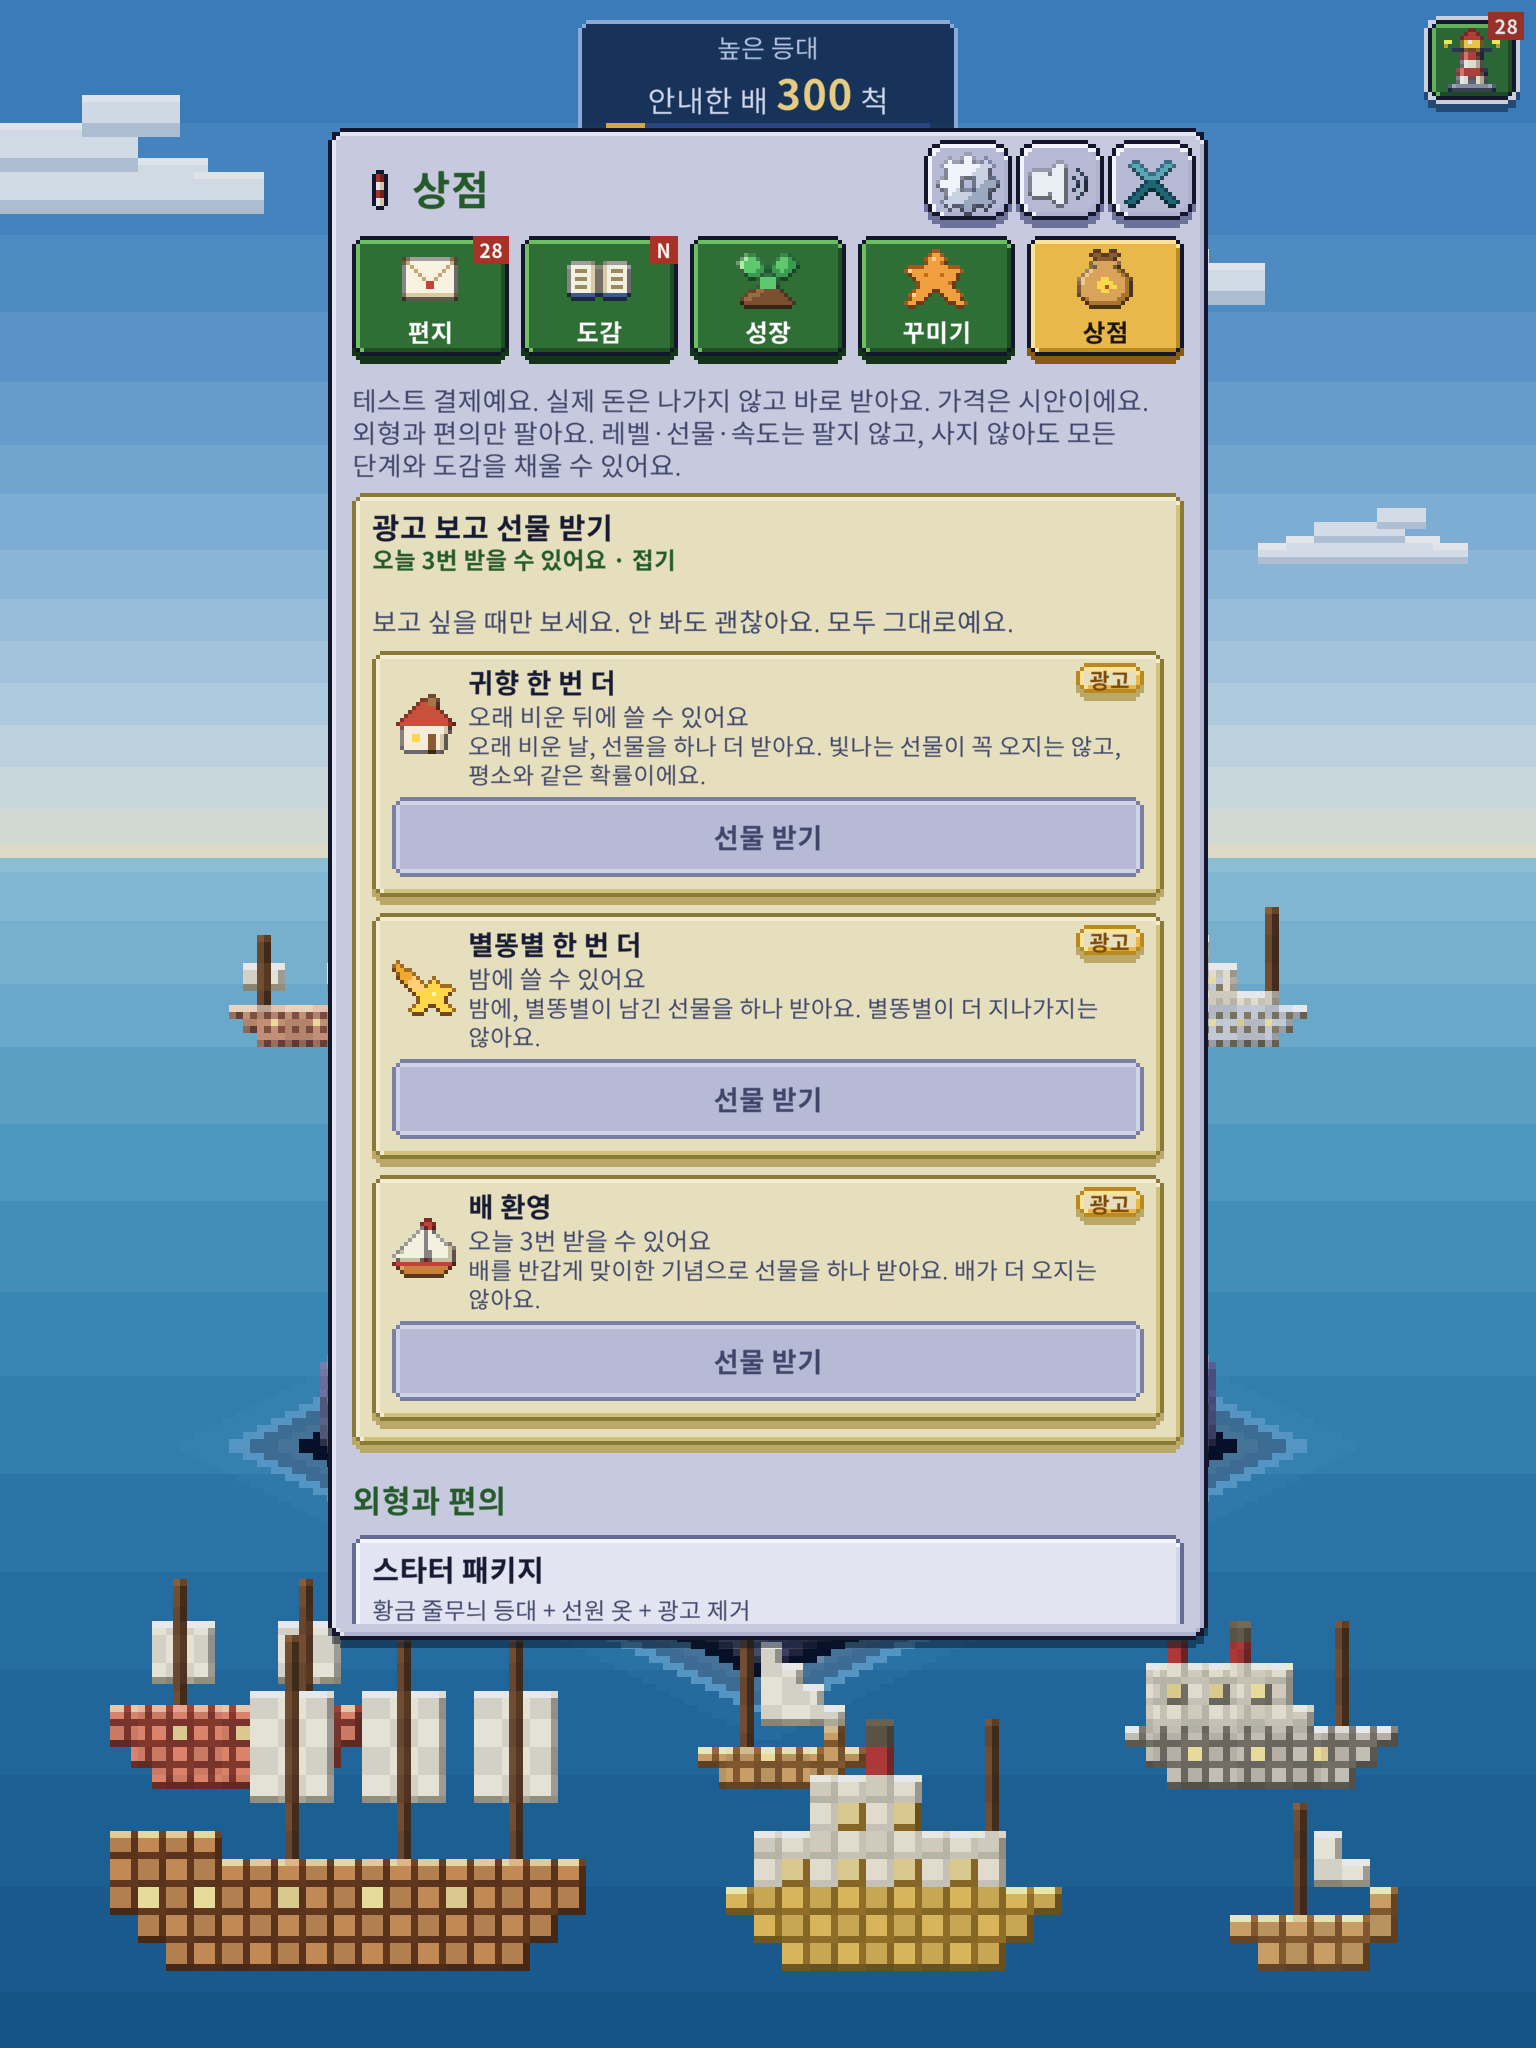 높은 등대
안내한 배 300 척
28
상점
28
편지
N
도감
성장
꾸미기
상점
테스트 결제예요. 실제 돈은 나가지 않고 바로 받아요. 가격은 시안이에요.
외형과 편의만 팔아요. 레벨·선물·속도는 팔지 않고, 사지 않아도 모든
단계와 도감을 채울 수 있어요.
광고 보고 선물 받기
오늘 3번 받을 수 있어요 · 접기
보고 싶을 때만 보세요. 안 봐도 괜찮아요. 모두 그대로예요.
귀향 한 번 더
광고
오래 비운 뒤에 쓸 수 있어요
오래 비운 날, 선물을 하나 더 받아요. 빛나는 선물이 꼭 오지는 않고,
평소와 같은 확률이에요.
선물 받기
별똥별 한 번 더
광고
밤에 쓸 수 있어요
밤에, 별똥별이 남긴 선물을 하나 받아요. 별똥별이 더 지나가지는
않아요.
선물 받기
배 환영
광고
오늘 3번 받을 수 있어요
배를 반갑게 맞이한 기념으로 선물을 하나 받아요. 배가 더 오지는
않아요.
선물 받기
외형과 편의
스타터 패키지
황금 줄무늬 등대 + 선원 옷 + 광고 제거